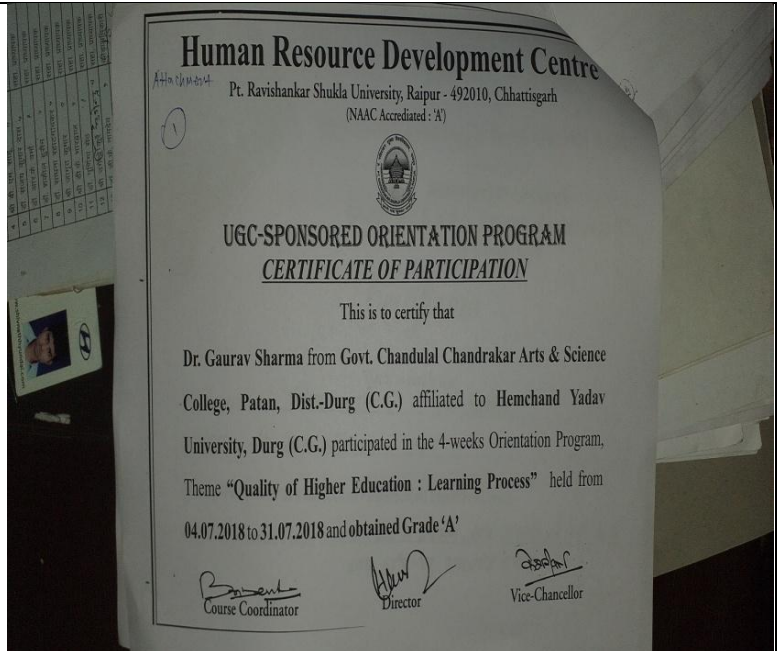 Human Resource Development Centre
Attachment
Pt. Ravishankar Shukla University, Raipur - 492010, Chhattisgarh
(NAAC Accredited : 'A')
1
UGC-SPONSORED ORIENTATION PROGRAM
CERTIFICATE OF PARTICIPATION
This is to certify that
Dr. Gaurav Sharma from Govt. Chandulal Chandrakar Arts & Science
College, Patan, Dist.-Durg (C.G.) affiliated to Hemchand Yadav
University, Durg (C.G.) participated in the 4-weeks Orientation Program,
Theme “Quality of Higher Education : Learning Process” held from
04.07.2018 to 31.07.2018 and obtained Grade ‘A’
Course Coordinator
Director
Vice-Chancellor